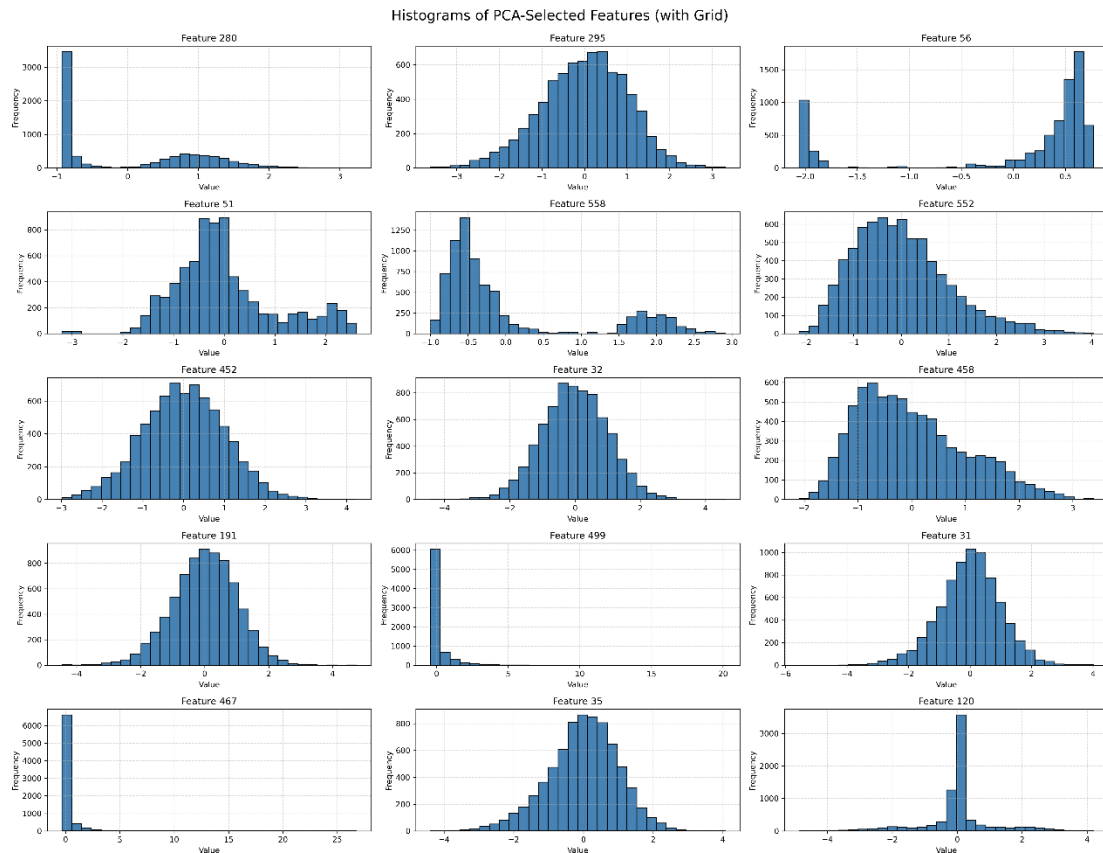 Histograms of PCA-Selected Features (with Grid)
Feature 280
Frequency
3000
2000
1000
0
-1 0 1 2 3
Value
Feature 295
Frequency
600
400
200
0
-3 -2 -1 0 1 2 3
Value
Feature 56
Frequency
1500
1000
500
0
-2.0 -1.5 -1.0 -0.5 0.0 0.5
Value
Feature 51
Frequency
800
600
400
200
0
-3 -2 -1 0 1 2
Value
Feature 558
Frequency
1250
1000
750
500
250
0
-1.0 -0.5 0.0 0.5 1.0 1.5 2.0 2.5 3.0
Value
Feature 552
Frequency
600
500
400
300
200
100
0
-2 -1 0 1 2 3 4
Value
Feature 452
Frequency
600
400
200
0
-3 -2 -1 0 1 2 3 4
Value
Feature 32
Frequency
800
600
400
200
0
-4 -2 0 2 4
Value
Feature 458
Frequency
600
500
400
300
200
100
0
-2 -1 0 1 2 3
Value
Feature 191
Frequency
800
600
400
200
0
-4 -2 0 2 4
Value
Feature 499
Frequency
6000
5000
4000
3000
2000
1000
0
0 5 10 15 20
Value
Feature 31
Frequency
1000
800
600
400
200
0
-6 -4 -2 0 2 4
Value
Feature 467
Frequency
6000
5000
4000
3000
2000
1000
0
0 5 10 15 20 25
Value
Feature 35
Frequency
800
600
400
200
0
-4 -2 0 2 4
Value
Feature 120
Frequency
3000
2000
1000
0
-4 -2 0 2 4
Value